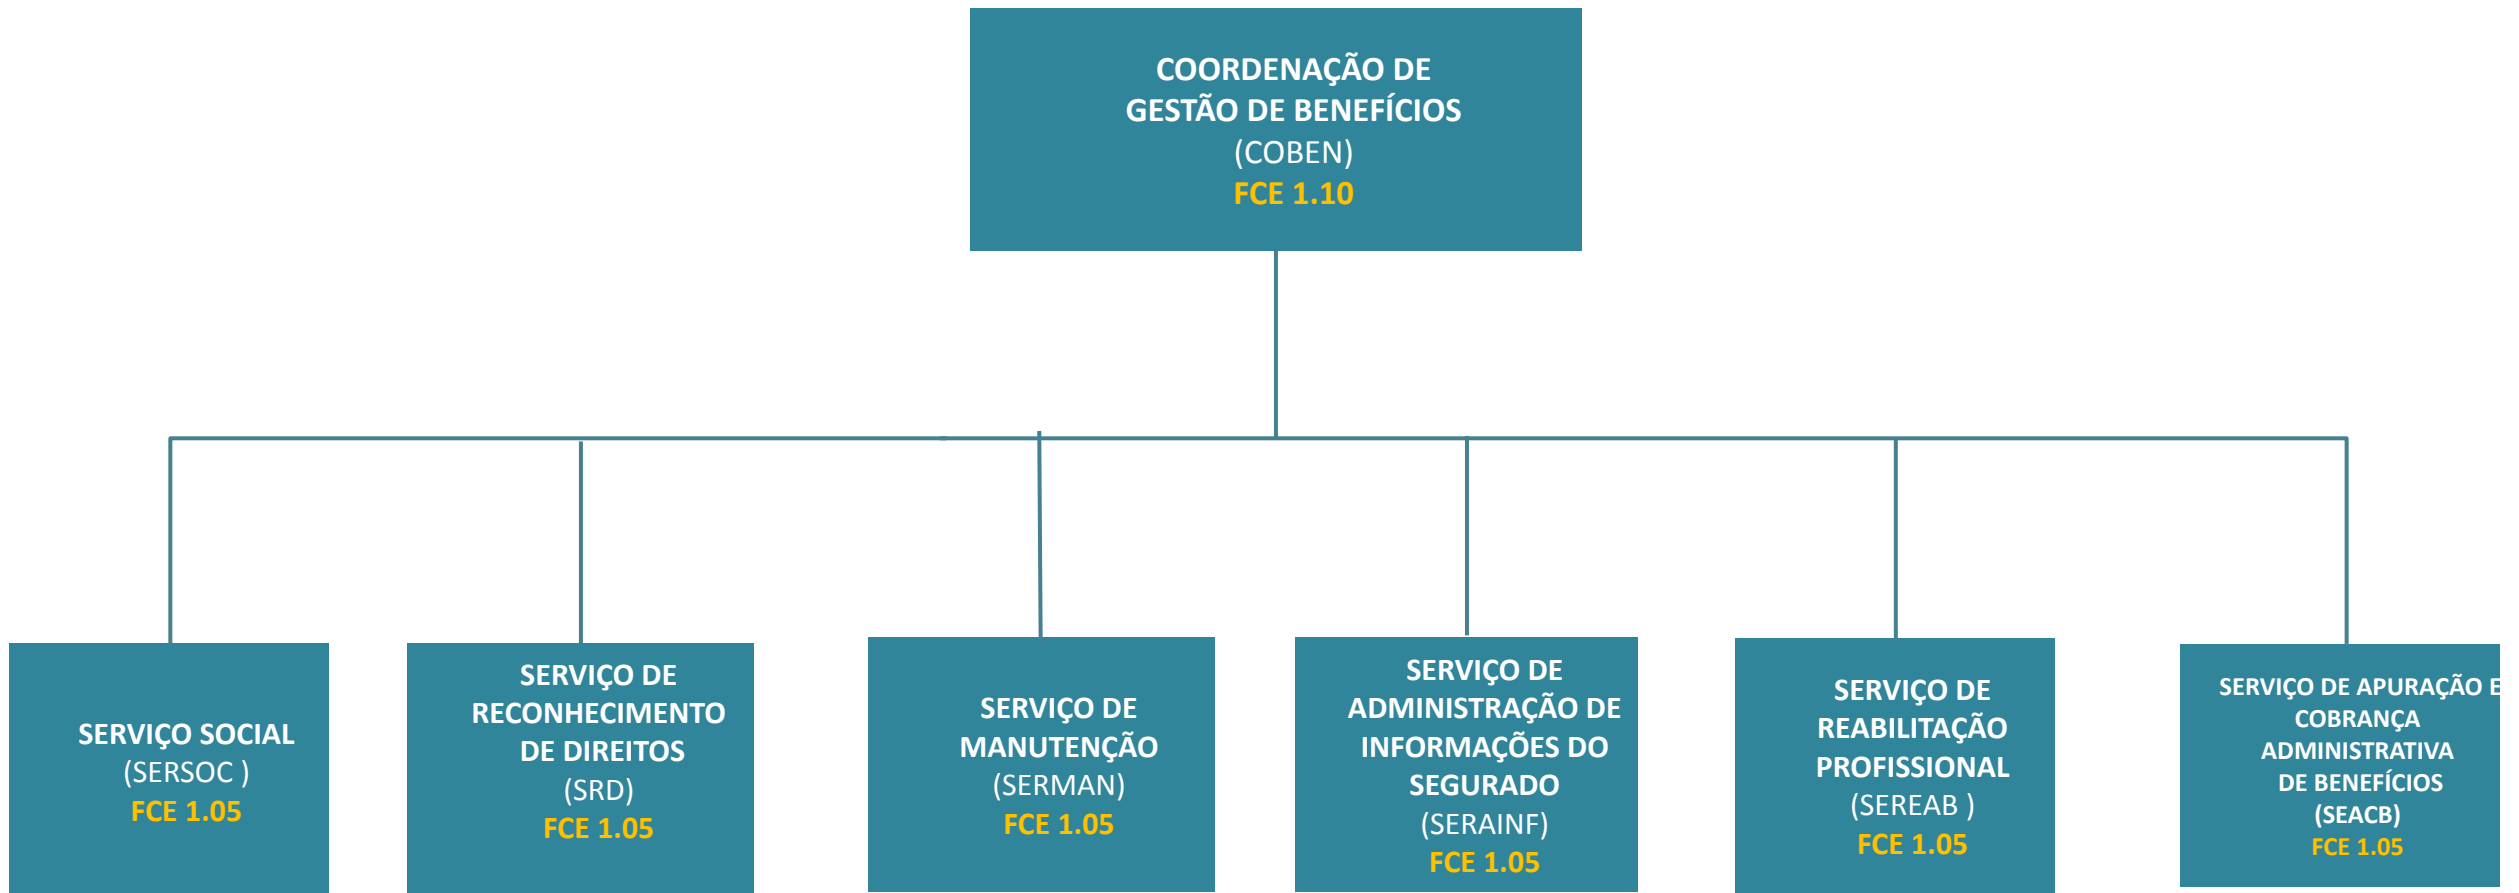 COORDENAÇÃO DE
GESTÃO DE BENEFÍCIOS
(COBEN)
FCE 1.10
SERVIÇO SOCIAL
(SERSOC )
FCE 1.05
SERVIÇO DE
RECONHECIMENTO
DE DIREITOS
(SRD)
FCE 1.05
SERVIÇO DE
MANUTENÇÃO
(SERMAN)
FCE 1.05
SERVIÇO DE
ADMINISTRAÇÃO DE
INFORMAÇÕES DO
SEGURADO
(SERAINF)
FCE 1.05
SERVIÇO DE
REABILITAÇÃO
PROFISSIONAL
(SEREAB )
FCE 1.05
SERVIÇO DE APURAÇÃO E
COBRANÇA
ADMINISTRATIVA
DE BENEFÍCIOS
(SEACB)
FCE 1.05